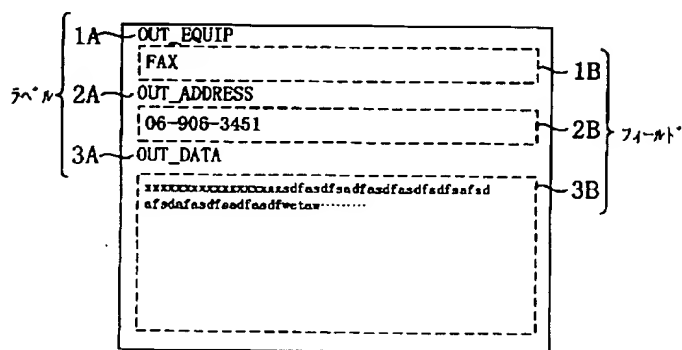 1A OUT_EQUIP
FAX 1B
ラベル 2A OUT_ADDRESS
06-906-3451 2B フィールド
3A OUT_DATA
3B